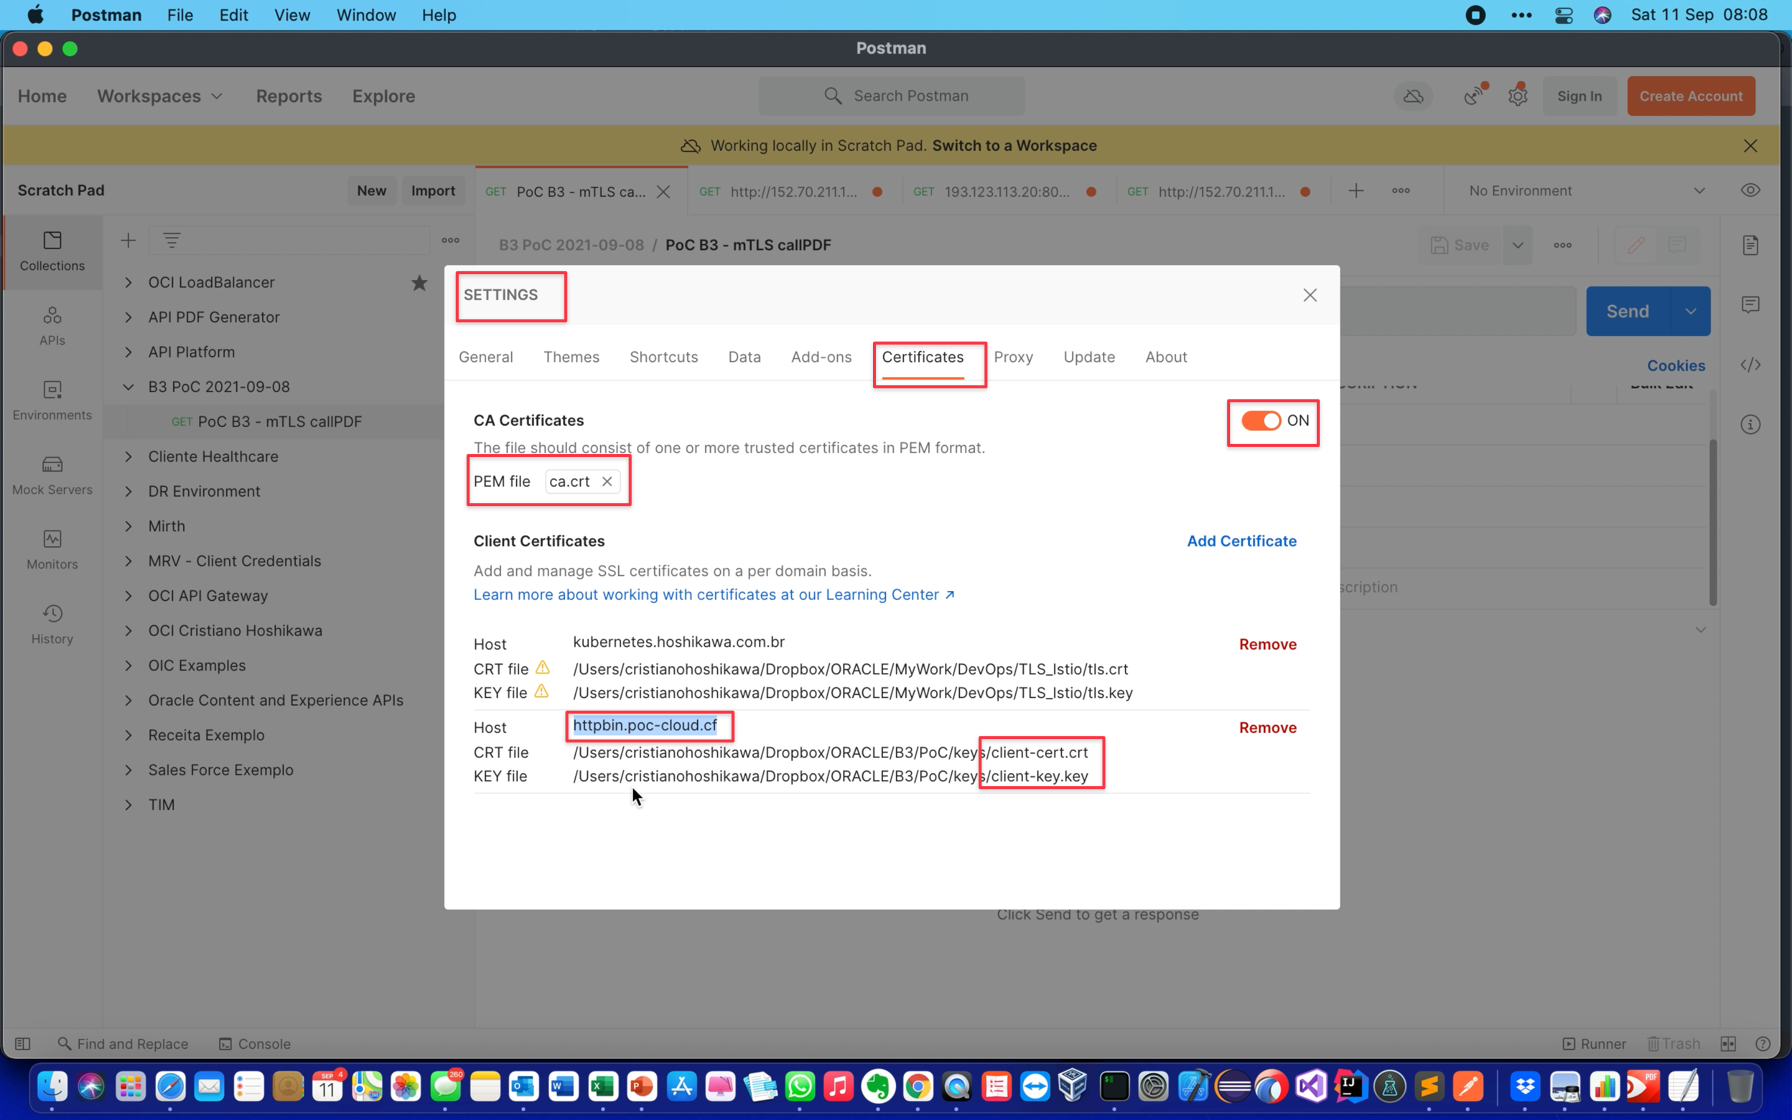 Postman File Edit View Window Help
Sat 11 Sep 08:08
Postman
Home Workspaces Reports Explore
Search Postman
Sign In
Create Account
Working locally in Scratch Pad. Switch to a Workspace
Scratch Pad
New
Import
GET PoC B3 - mTLS ca...
GET http://152.70.211.1...
GET 193.123.113.20:80...
GET http://152.70.211.1...
No Environment
Collections
APIs
Environments
Mock Servers
Monitors
History
OCI LoadBalancer
API PDF Generator
API Platform
B3 PoC 2021-09-08
GET PoC B3 - mTLS callPDF
Cliente Healthcare
DR Environment
Mirth
MRV - Client Credentials
OCI API Gateway
OCI Cristiano Hoshikawa
OIC Examples
Oracle Content and Experience APIs
Receita Exemplo
Sales Force Exemplo
TIM
B3 PoC 2021-09-08 / PoC B3 - mTLS callPDF
Save
Send
Cookies
Bulk Edit
scription
SETTINGS
General Themes Shortcuts Data Add-ons Certificates Proxy Update About
CA Certificates
ON
The file should consist of one or more trusted certificates in PEM format.
PEM file ca.crt
Client Certificates
Add Certificate
Add and manage SSL certificates on a per domain basis.
Learn more about working with certificates at our Learning Center
Host kubernetes.hoshikawa.com.br Remove
CRT file /Users/cristianohoshikawa/Dropbox/ORACLE/MyWork/DevOps/TLS_Istio/tls.crt
KEY file /Users/cristianohoshikawa/Dropbox/ORACLE/MyWork/DevOps/TLS_Istio/tls.key
Host httpbin.poc-cloud.cf Remove
CRT file /Users/cristianohoshikawa/Dropbox/ORACLE/B3/PoC/keys/client-cert.crt
KEY file /Users/cristianohoshikawa/Dropbox/ORACLE/B3/PoC/keys/client-key.key
Click Send to get a response
Find and Replace
Console
Runner
Trash
SEP
11
4
260
IJ
PDF